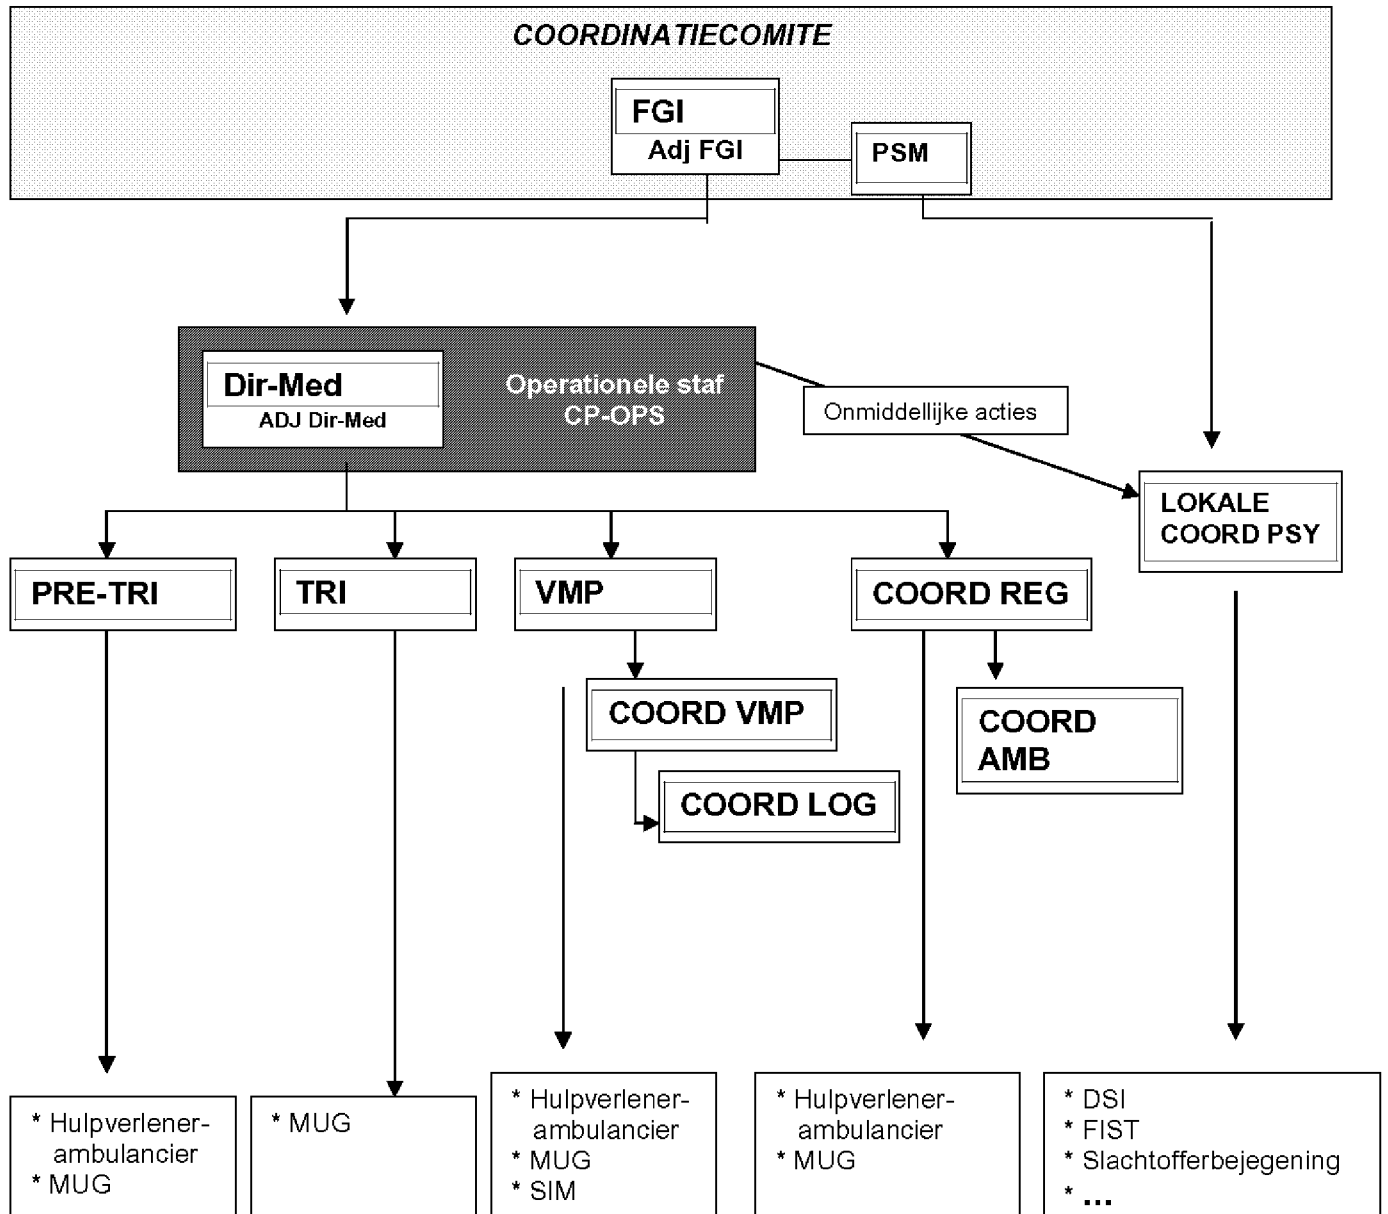 COORDINATIECOMITE
FGI
Adj FGI
PSM
Dir-Med
ADJ Dir-Med
Operationele staf
CP-OPS
Onmiddellijke acties
LOKALE
COORD PSY
PRE-TRI
TRI
VMP
COORD REG
COORD VMP
COORD
AMB
COORD LOG
* Hulpverlener-
ambulancier
* MUG
* MUG
* Hulpverlener-
ambulancier
* MUG
* SIM
* Hulpverlener-
ambulancier
* MUG
* DSI
* FIST
* Slachtofferbejegening
* ...